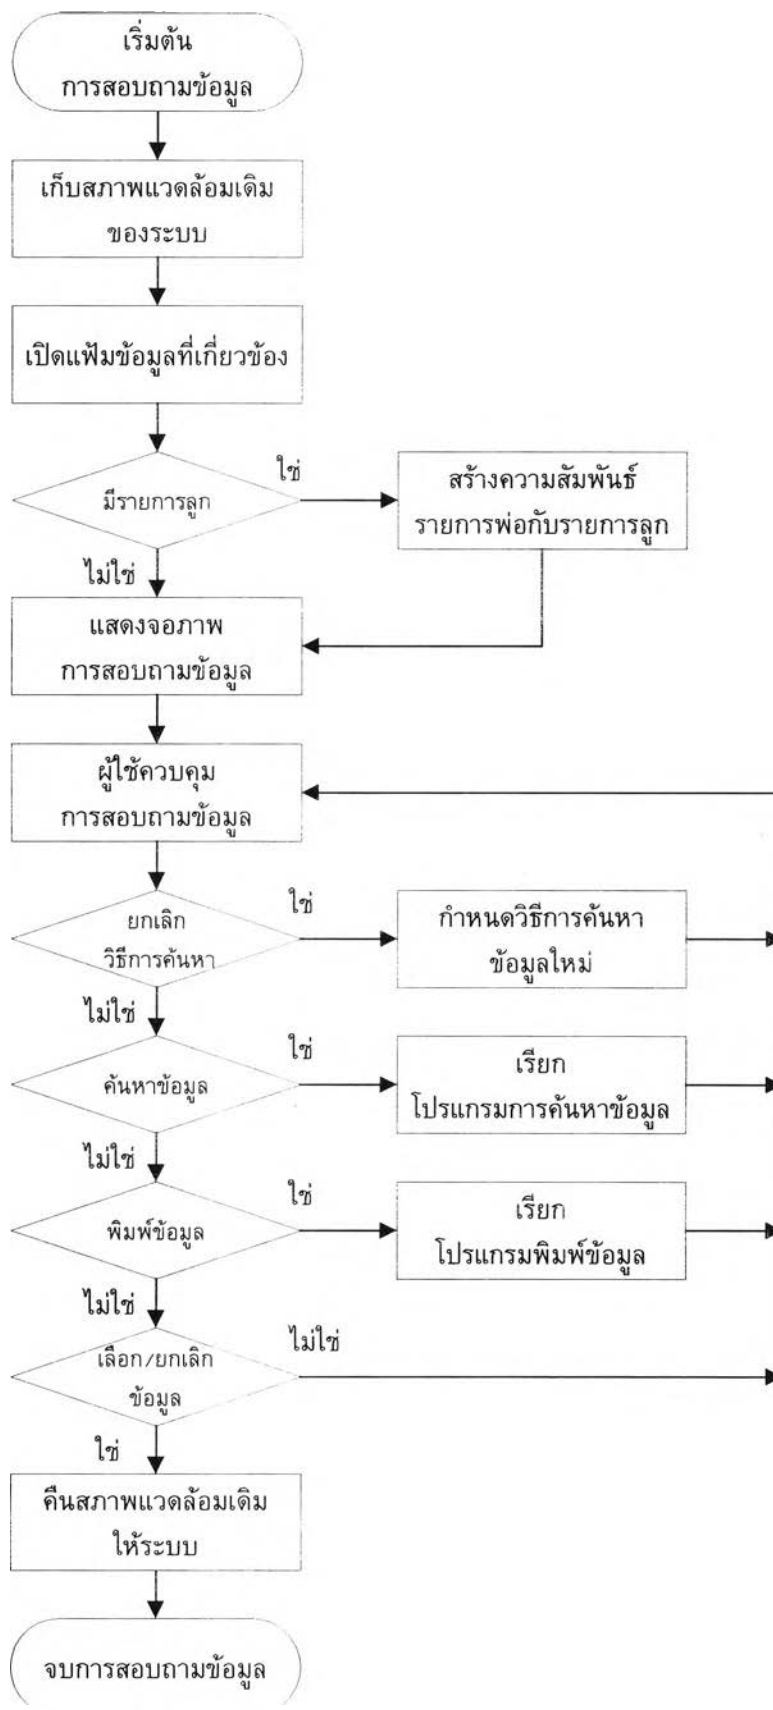 เริ่มต้น
การสอบถามข้อมูล
เก็บสภาพแวดล้อมเดิม
ของระบบ
เปิดแฟ้มข้อมูลที่เกี่ยวข้อง
มีรายการลูก
ใช่
สร้างความสัมพันธ์
รายการพ่อกับรายการลูก
ไม่ใช่
แสดงจอภาพ
การสอบถามข้อมูล
ผู้ใช้ควบคุม
การสอบถามข้อมูล
ยกเลิก
วิธีการค้นหา
ใช่
กำหนดวิธีการค้นหา
ข้อมูลใหม่
ไม่ใช่
ค้นหาข้อมูล
ใช่
เรียก
โปรแกรมการค้นหาข้อมูล
ไม่ใช่
พิมพ์ข้อมูล
ใช่
เรียก
โปรแกรมพิมพ์ข้อมูล
ไม่ใช่
เลือก/ยกเลิก
ข้อมูล
ไม่ใช่
ใช่
คืนสภาพแวดล้อมเดิม
ให้ระบบ
จบการสอบถามข้อมูล